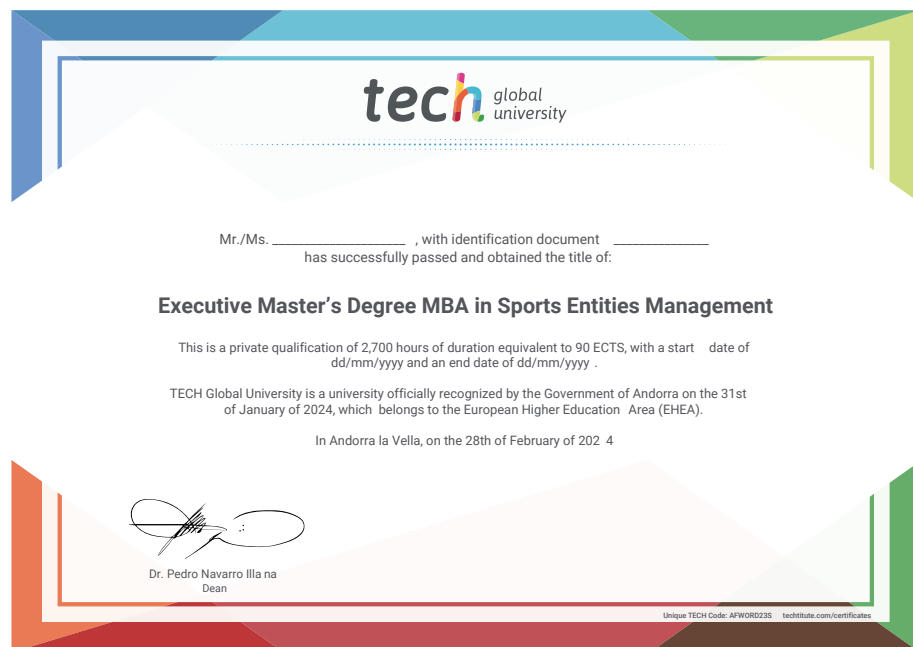 tech global
university
Mr./Ms. ____________________ , with identification document ______________
has successfully passed and obtained the title of:
Executive Master’s Degree MBA in Sports Entities Management
This is a private qualification of 2,700 hours of duration equivalent to 90 ECTS, with a start date of
dd/mm/yyyy and an end date of dd/mm/yyyy .
TECH Global University is a university officially recognized by the Government of Andorra on the 31st
of January of 2024, which belongs to the European Higher Education Area (EHEA).
In Andorra la Vella, on the 28th of February of 202 4
Dr. Pedro Navarro Illa na
Dean
Unique TECH Code: AFWORD23S techtitute.com/certificates